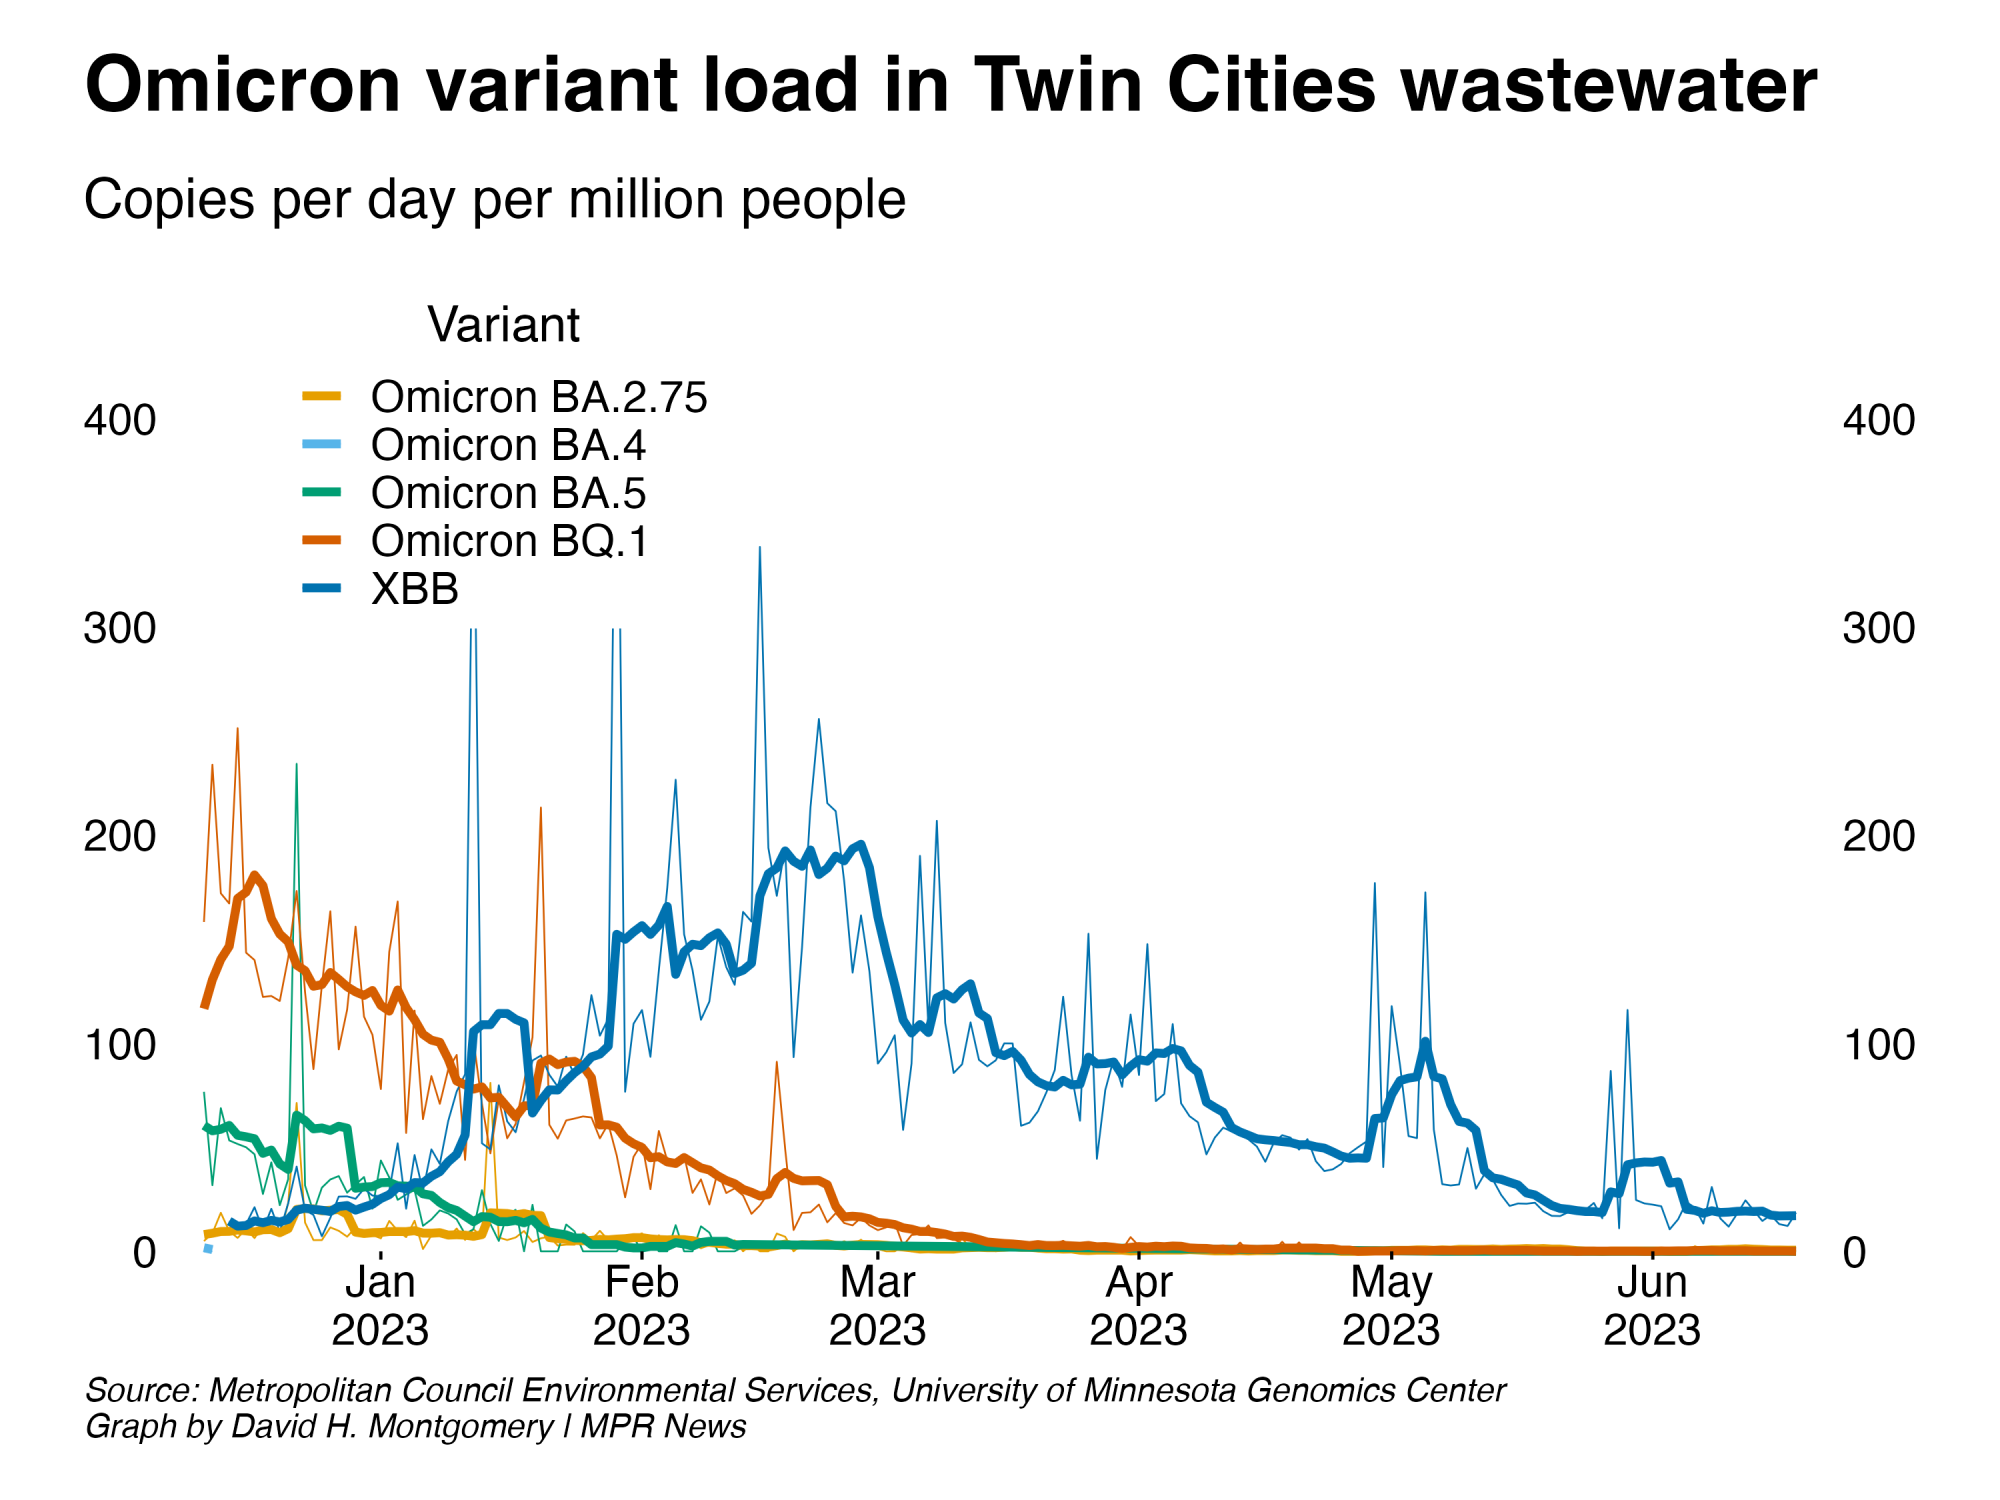 Omicron variant load in Twin Cities wastewater
Copies per day per million people
Variant
Omicron BA.2.75
Omicron BA.4
Omicron BA.5
Omicron BQ.1
XBB
400 400
300 300
200 200
100 100
0 0
Jan Feb Mar Apr May Jun
2023 2023 2023 2023 2023 2023
Source: Metropolitan Council Environmental Services, University of Minnesota Genomics Center
Graph by David H. Montgomery | MPR News